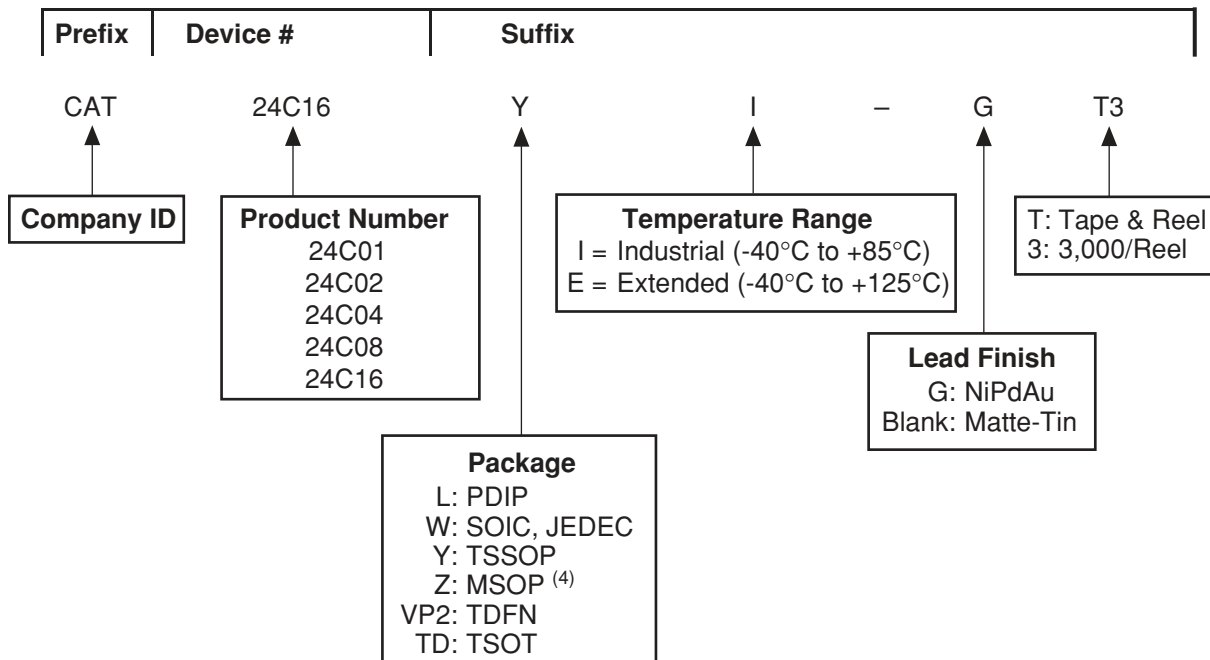 Prefix Device # Suffix
CAT 24C16 Y I – G T3
Company ID
Product Number
24C01
24C02
24C04
24C08
24C16
Temperature Range
I = Industrial (-40°C to +85°C)
E = Extended (-40°C to +125°C)
T: Tape & Reel
3: 3,000/Reel
Lead Finish
G: NiPdAu
Blank: Matte-Tin
Package
L: PDIP
W: SOIC, JEDEC
Y: TSSOP
Z: MSOP (4)
VP2: TDFN
TD: TSOT